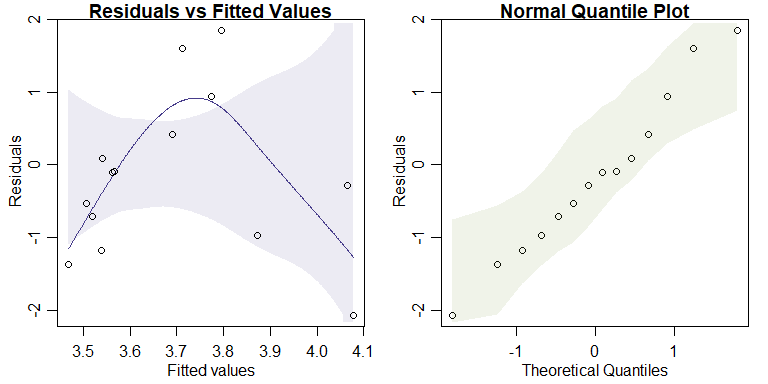 Residuals vs Fitted Values
Residuals
2
1
0
-1
-2
3.5 3.6 3.7 3.8 3.9 4.0 4.1
Fitted values
Normal Quantile Plot
Residuals
2
1
0
-1
-2
-1 0 1
Theoretical Quantiles